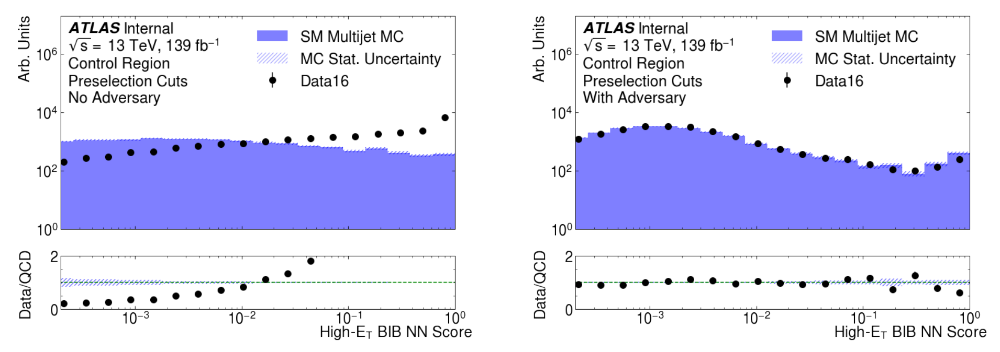 Arb. Units
ATLAS Internal
√s = 13 TeV, 139 fb⁻¹
Control Region
Preselection Cuts
No Adversary
SM Multijet MC
MC Stat. Uncertainty
Data16
10⁶
10⁴
10²
10⁰
Data/QCD
2
0
10⁻³ 10⁻² 10⁻¹ 10⁰
High-E_T BIB NN Score
Arb. Units
ATLAS Internal
√s = 13 TeV, 139 fb⁻¹
Control Region
Preselection Cuts
With Adversary
SM Multijet MC
MC Stat. Uncertainty
Data16
10⁶
10⁴
10²
10⁰
Data/QCD
2
0
10⁻³ 10⁻² 10⁻¹ 10⁰
High-E_T BIB NN Score